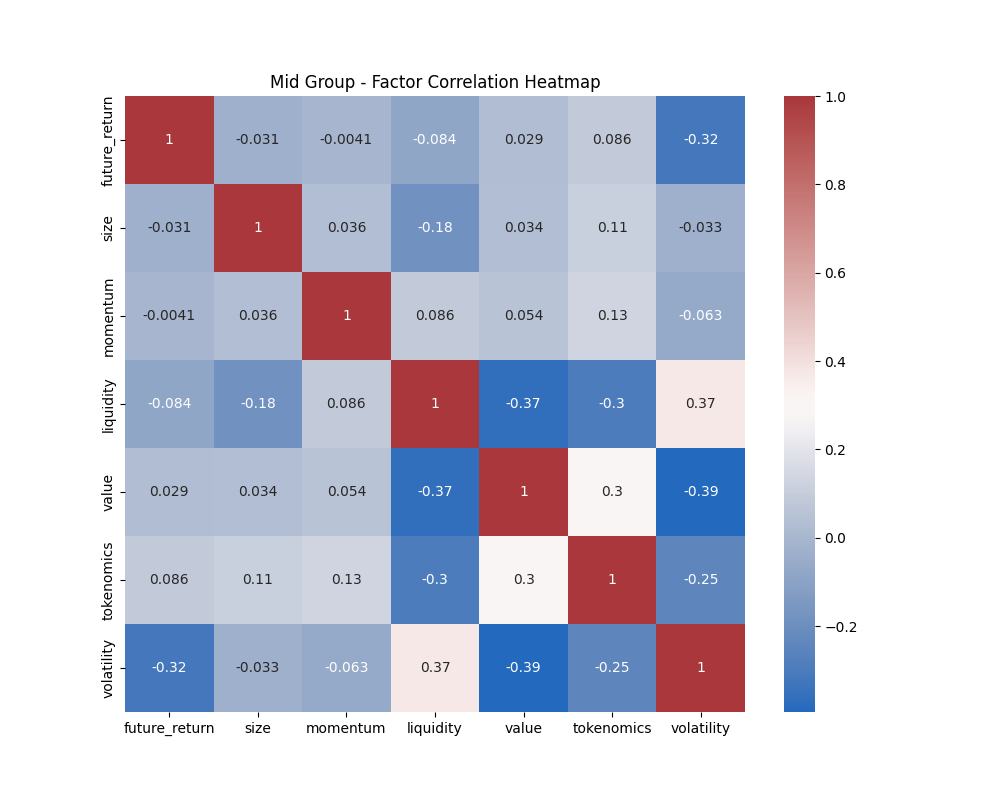 Mid Group - Factor Correlation Heatmap
future_return 1 -0.031 -0.0041 -0.084 0.029 0.086 -0.32
size -0.031 1 0.036 -0.18 0.034 0.11 -0.033
momentum -0.0041 0.036 1 0.086 0.054 0.13 -0.063
liquidity -0.084 -0.18 0.086 1 -0.37 -0.3 0.37
value 0.029 0.034 0.054 -0.37 1 0.3 -0.39
tokenomics 0.086 0.11 0.13 -0.3 0.3 1 -0.25
volatility -0.32 -0.033 -0.063 0.37 -0.39 -0.25 1
future_return size momentum liquidity value tokenomics volatility
1.0
0.8
0.6
0.4
0.2
0.0
−0.2